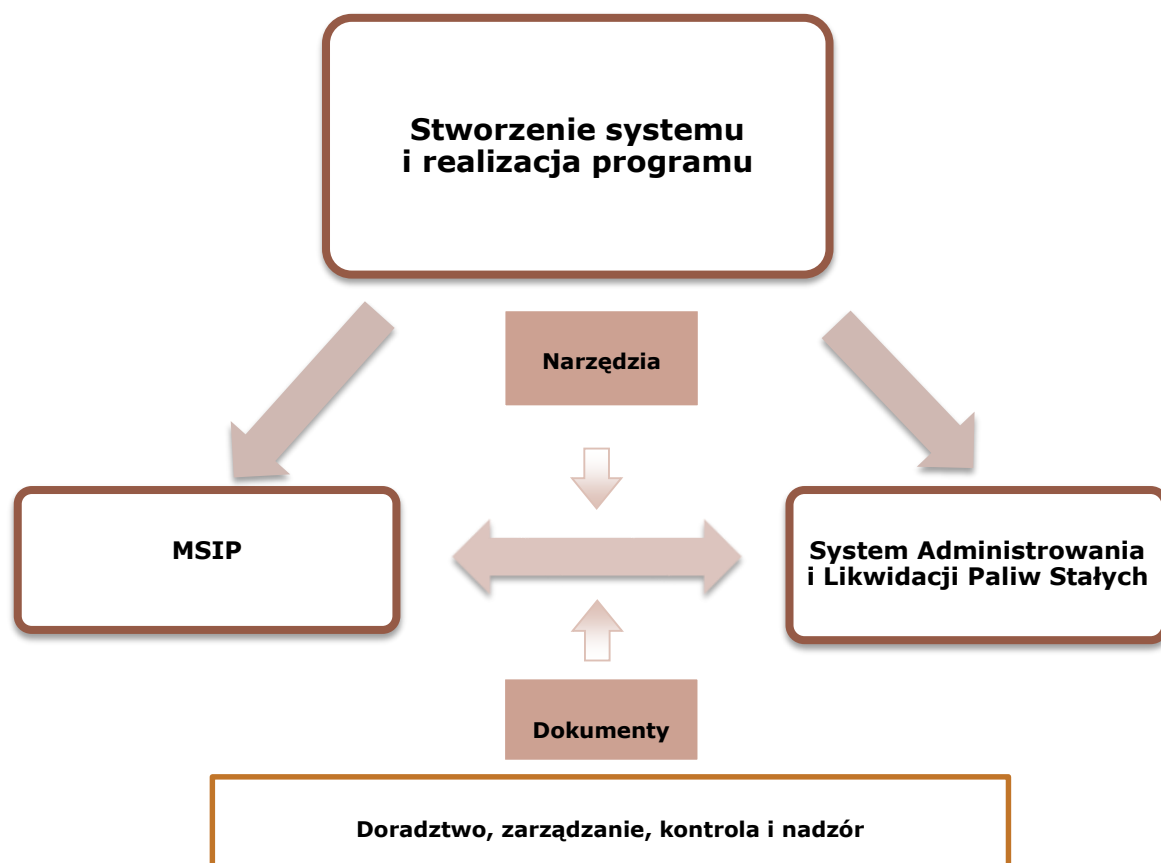 Stworzenie systemu
i realizacja programu
Narzędzia
MSIP
System Administrowania
i Likwidacji Paliw Stałych
Dokumenty
Doradztwo, zarządzanie, kontrola i nadzór